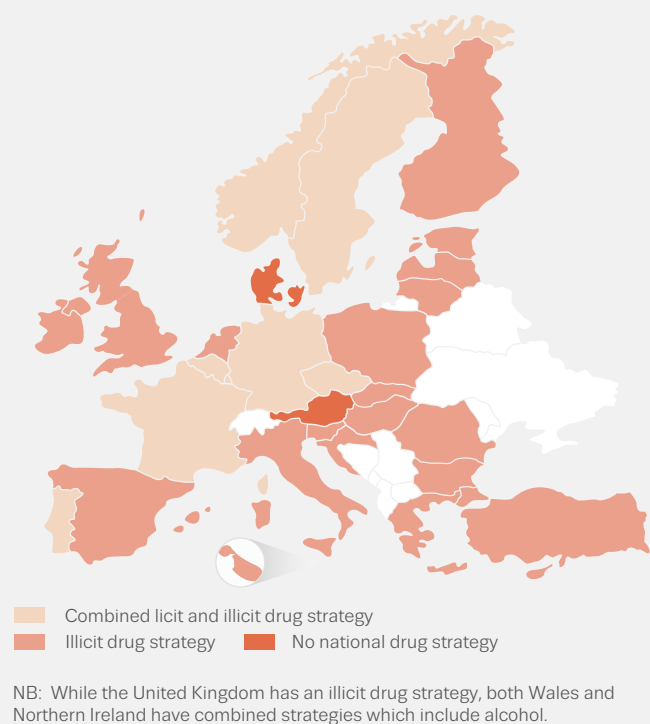 Combined licit and illicit drug strategy
Illicit drug strategy
No national drug strategy
NB: While the United Kingdom has an illicit drug strategy, both Wales and
Northern Ireland have combined strategies which include alcohol.